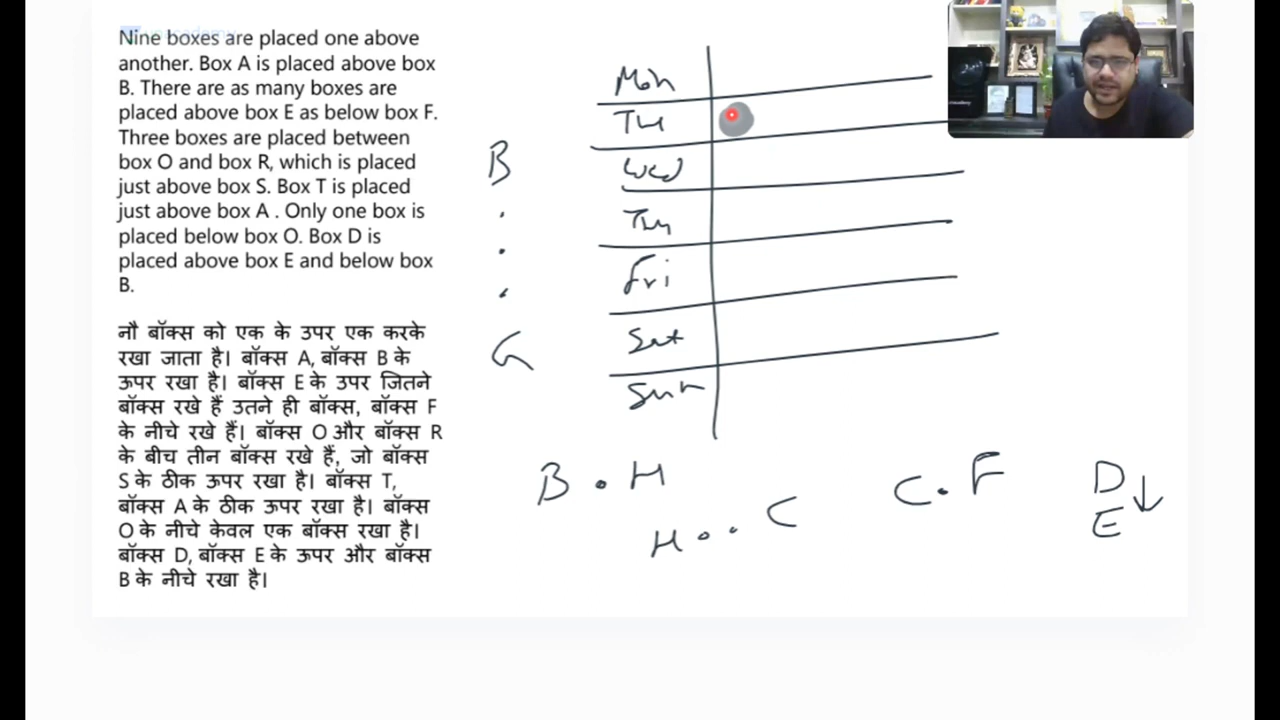 Nine boxes are placed one above
another. Box A is placed above box
B. There are as many boxes are
placed above box E as below box F.
Three boxes are placed between
box O and box R, which is placed
just above box S. Box T is placed
just above box A . Only one box is
placed below box O. Box D is
placed above box E and below box
B.
नौ बॉक्स को एक के उपर एक करके
रखा जाता है। बॉक्स A, बॉक्स B के
ऊपर रखा है। बॉक्स E के उपर जितने
बॉक्स रखे हैं उतने ही बॉक्स, बॉक्स F
के नीचे रखे हैं। बॉक्स O और बॉक्स R
के बीच तीन बॉक्स रखे हैं, जो बॉक्स
S के ठीक ऊपर रखा है। बॉक्स T,
बॉक्स A के ठीक ऊपर रखा है। बॉक्स
O के नीचे केवल एक बॉक्स रखा है।
बॉक्स D, बॉक्स E के ऊपर और बॉक्स
B के नीचे रखा है।
B
.
.
.
G
Mon
Tue
Wed
Thu
Fri
Sat
Sun
B . H
H . . C
C . F
D ↓
E